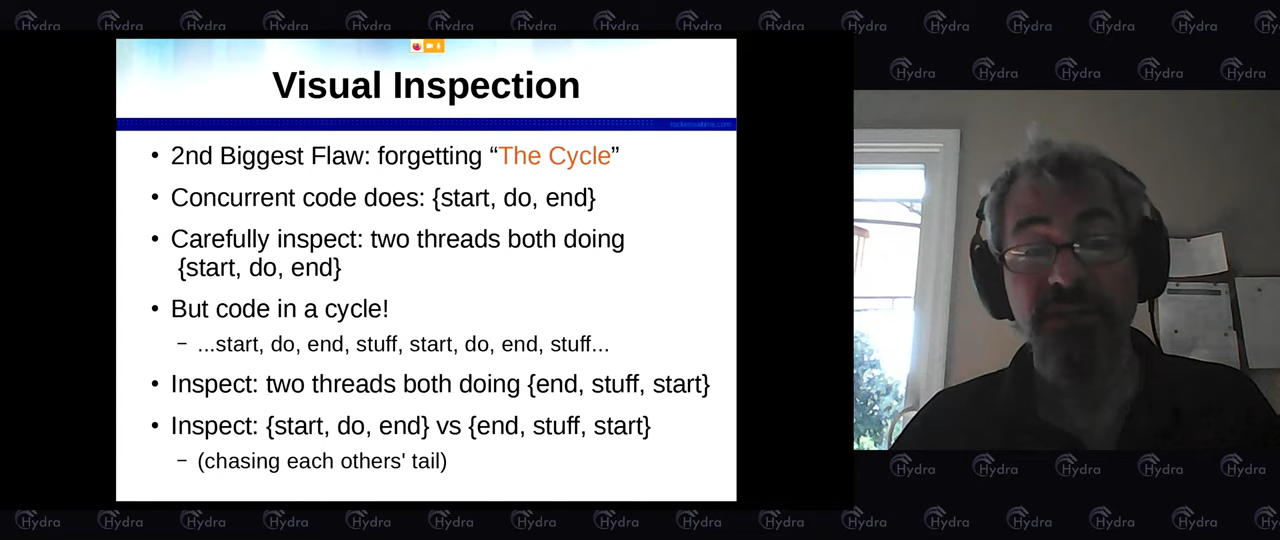 Visual Inspection
• 2nd Biggest Flaw: forgetting “The Cycle”
• Concurrent code does: {start, do, end}
• Carefully inspect: two threads both doing
{start, do, end}
• But code in a cycle!
– ...start, do, end, stuff, start, do, end, stuff...
• Inspect: two threads both doing {end, stuff, start}
• Inspect: {start, do, end} vs {end, stuff, start}
– (chasing each others' tail)
Hydra